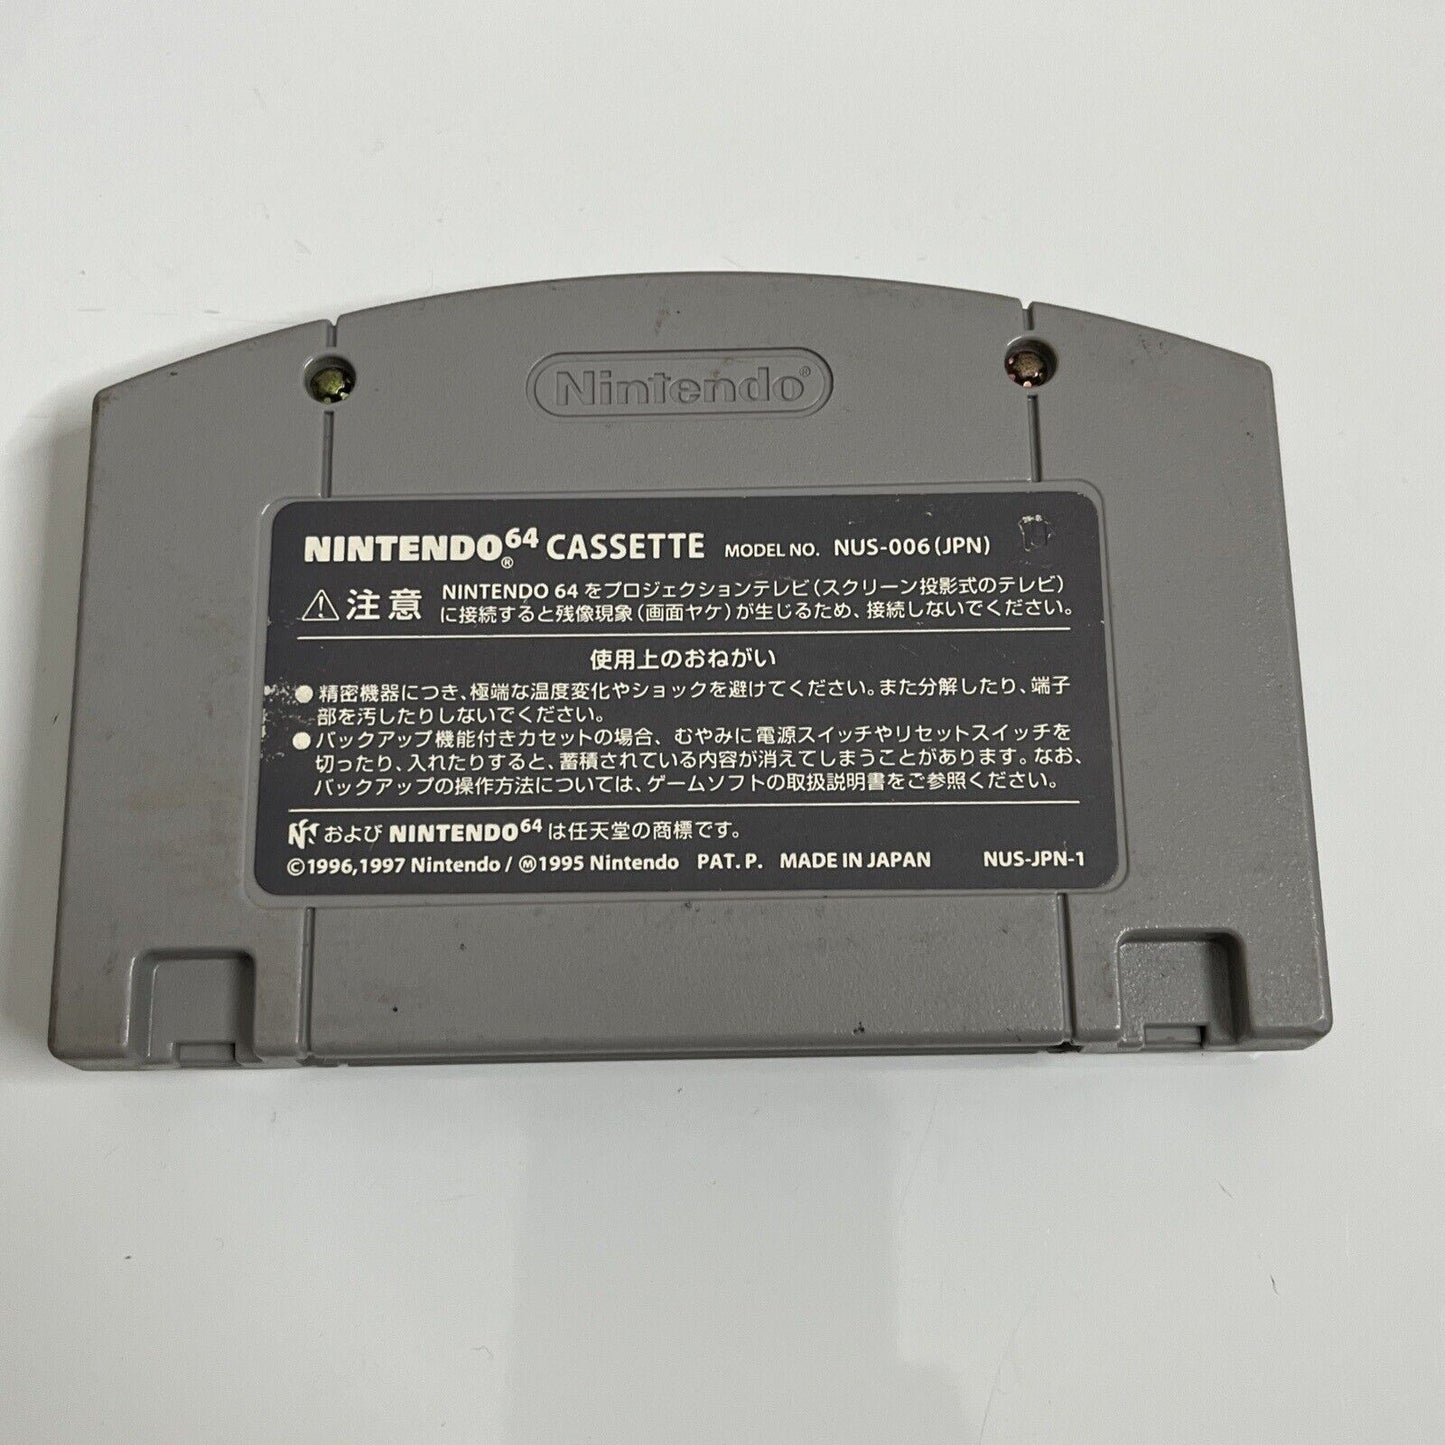 Nintendo®
NINTENDO64® CASSETTE MODEL NO. NUS-006(JPN)
⚠注意 NINTENDO 64をプロジェクションテレビ(スクリーン投影式のテレビ)
に接続すると残像現象(画面ヤケ)が生じるため、接続しないでください。
使用上のおねがい
●精密機器につき、極端な温度変化やショックを避けてください。また分解したり、端子
部を汚したりしないでください。
●バックアップ機能付きカセットの場合、むやみに電源スイッチやリセットスイッチを
切ったり、入れたりすると、蓄積されている内容が消えてしまうことがあります。なお、
バックアップの操作方法については、ゲームソフトの取扱説明書をご参照ください。
および NINTENDO64 は任天堂の商標です。
©1996,1997 Nintendo/Ⓜ1995 Nintendo PAT.P. MADE IN JAPAN NUS-JPN-1